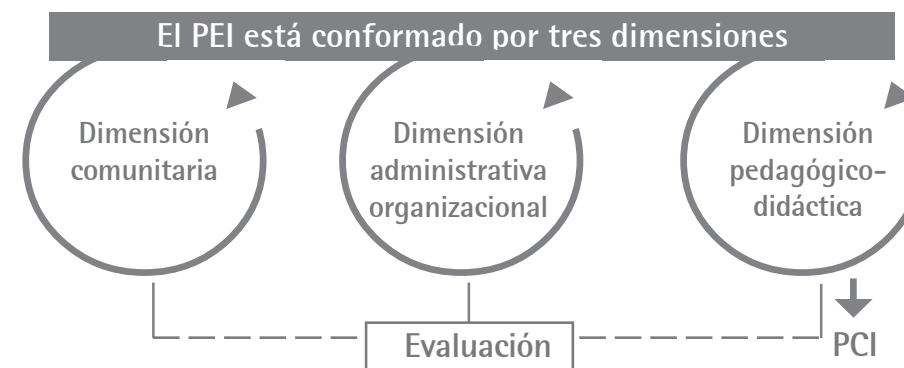 El PEI está conformado por tres dimensiones
Dimensión
comunitaria
Dimensión
administrativa
organizacional
Dimensión
pedagógico-
didáctica
Evaluación
PCI